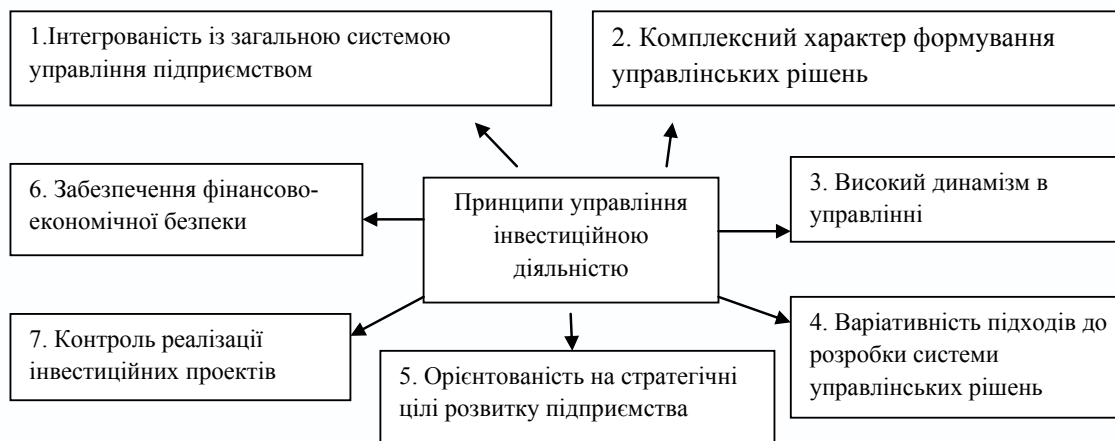 1.Інтегрованість із загальною системою
управління підприємством
2. Комплексний характер формування
управлінських рішень
6. Забезпечення фінансово-
економічної безпеки
Принципи управління
інвестиційною
діяльністю
3. Високий динамізм в
управлінні
7. Контроль реалізації
інвестиційних проектів
5. Орієнтованість на стратегічні
цілі розвитку підприємства
4. Варіативність підходів до
розробки системи
управлінських рішень